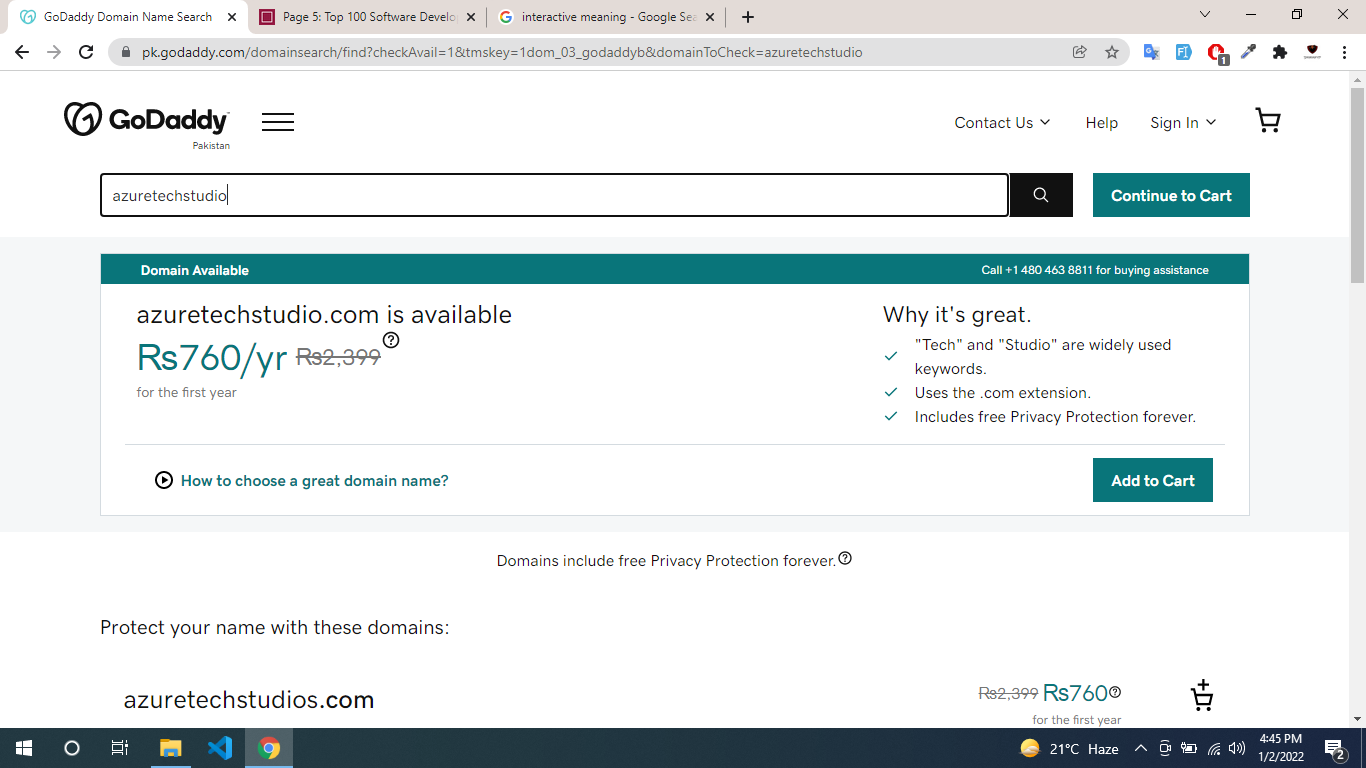 GoDaddy Domain Name Search
Page 5: Top 100 Software Develo
interactive meaning - Google Sea
pk.godaddy.com/domainsearch/find?checkAvail=1&tmskey=1dom_03_godaddyb&domainToCheck=azuretechstudio
1
GoDaddy
Pakistan
Contact Us
Help
Sign In
azuretechstudio
Continue to Cart
Domain Available
Call +1 480 463 8811 for buying assistance
azuretechstudio.com is available
₨760/yr ₨2,399
for the first year
Why it's great.
"Tech" and "Studio" are widely used
keywords.
Uses the .com extension.
Includes free Privacy Protection forever.
How to choose a great domain name?
Add to Cart
Domains include free Privacy Protection forever.
Protect your name with these domains:
azuretechstudios.com
₨2,399 ₨760
for the first year
21°C Haze
4:45 PM
1/2/2022
2